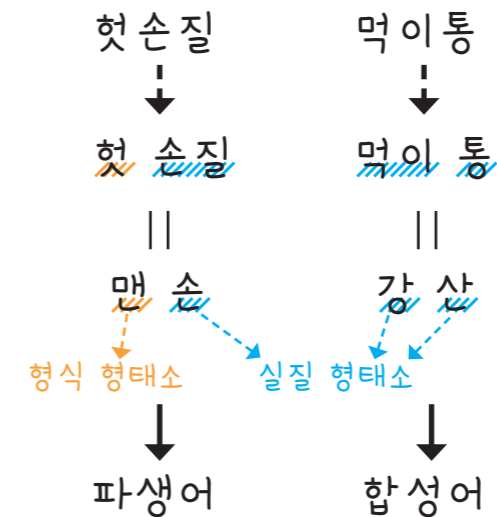 헛손질 먹이통
헛 손질 먹이 통
|| ||
맨 손 강 산
형식 형태소 실질 형태소
파생어 합성어